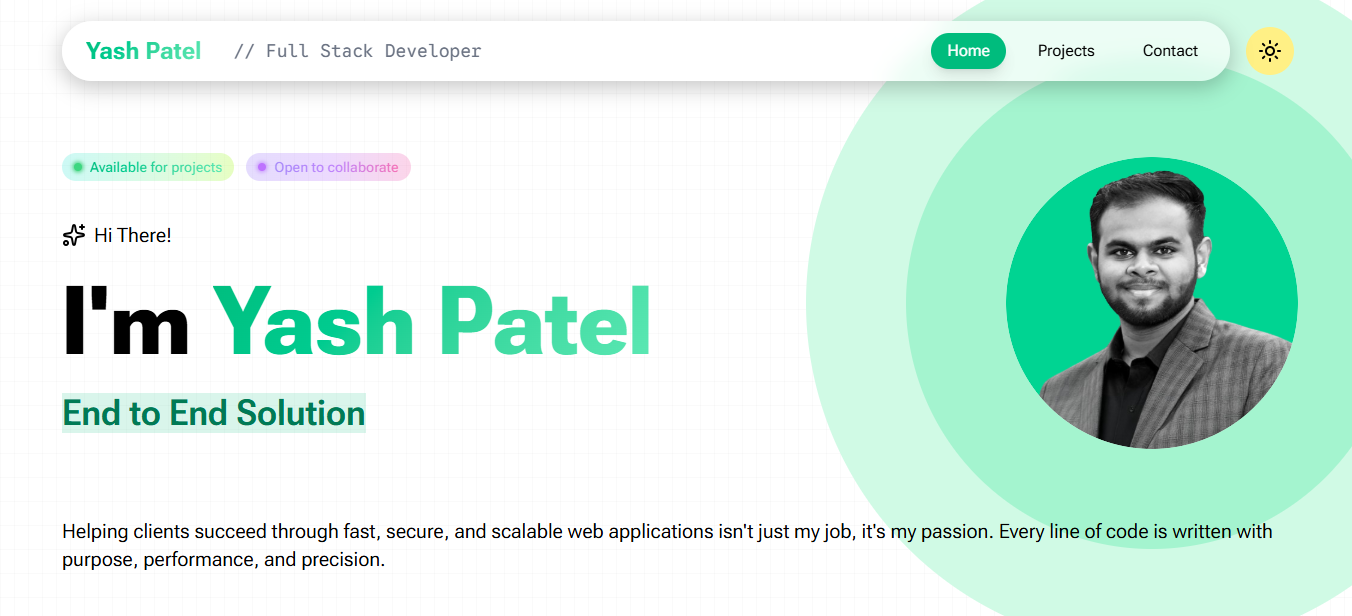 Yash Patel // Full Stack Developer Home Projects Contact
Available for projects Open to collaborate
Hi There!
I'm Yash Patel
End to End Solution
Helping clients succeed through fast, secure, and scalable web applications isn't just my job, it's my passion. Every line of code is written with
purpose, performance, and precision.